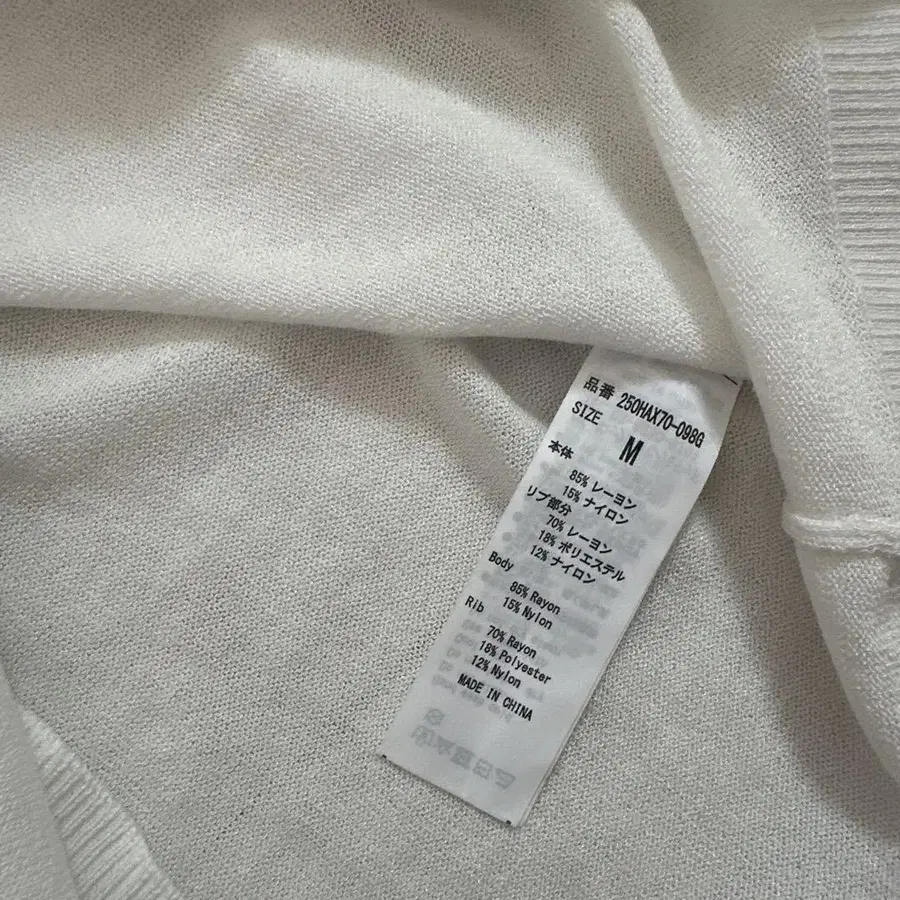 品番 250HAX70-098G
SIZE M
本体
85% レーヨン
15% ナイロン
リブ部分
70% レーヨン
18% ポリエステル
12% ナイロン
Body
85% Rayon
15% Nylon
Rib
70% Rayon
18% Polyester
12% Nylon
MADE IN CHINA